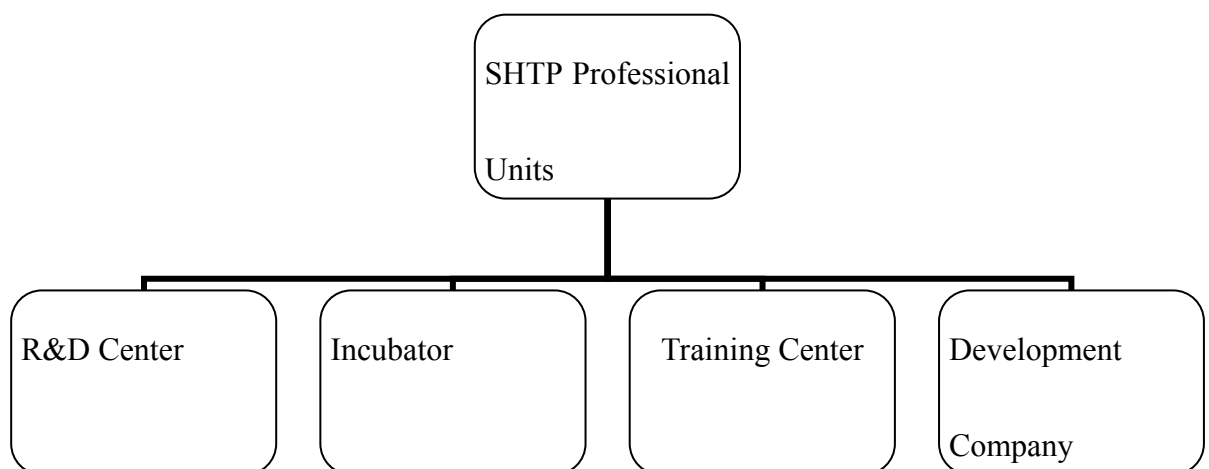 SHTP Professional
Units
R&D Center
Incubator
Training Center
Development
Company